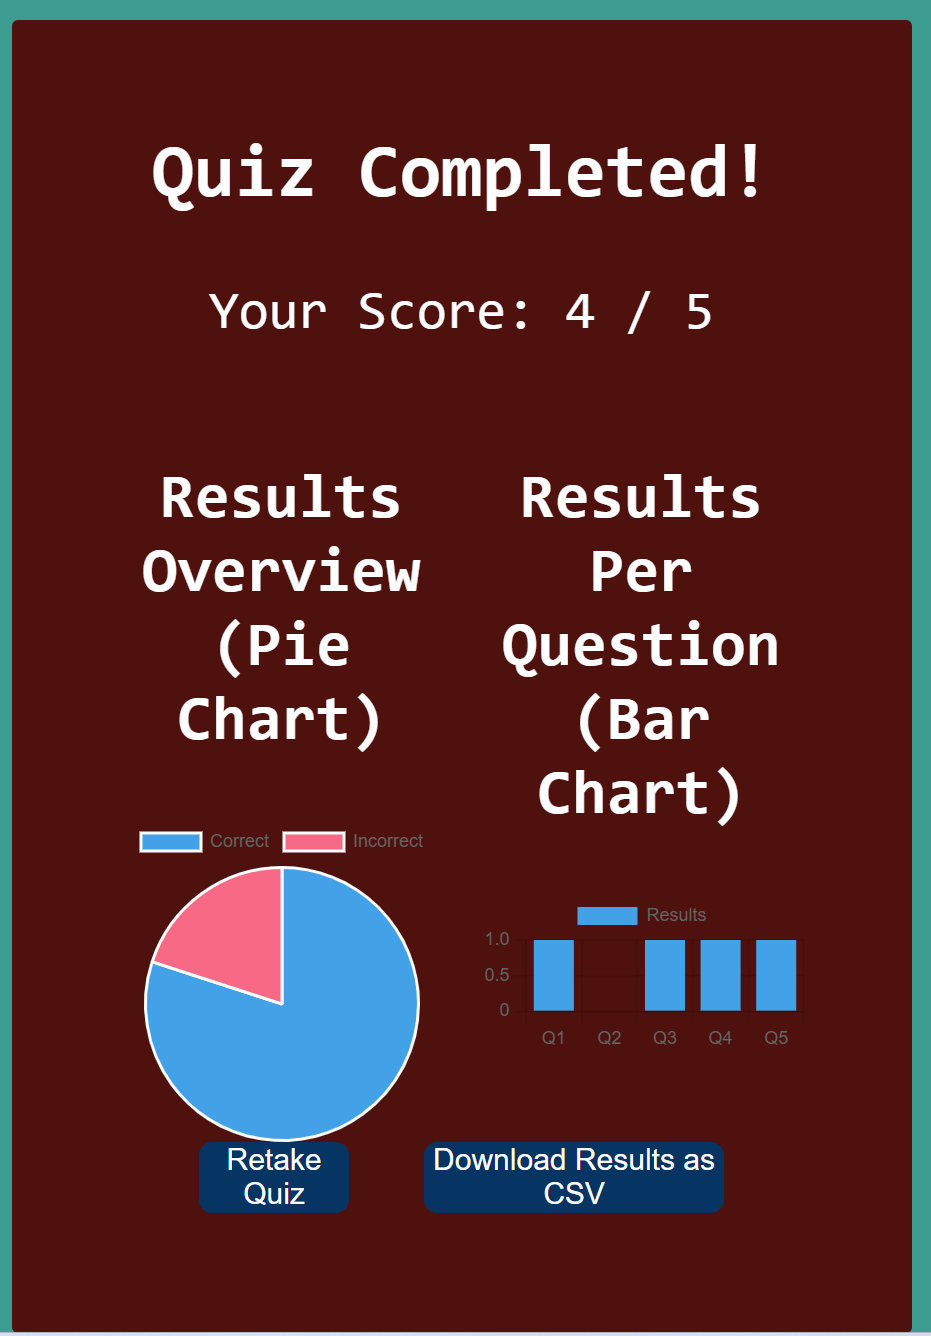 Quiz Completed!
Your Score: 4 / 5
Results
Overview
(Pie
Chart)
Correct
Incorrect
Results
Per
Question
(Bar
Chart)
Results
1.0
0.5
0
Q1 Q2 Q3 Q4 Q5
Retake
Quiz
Download Results as
CSV